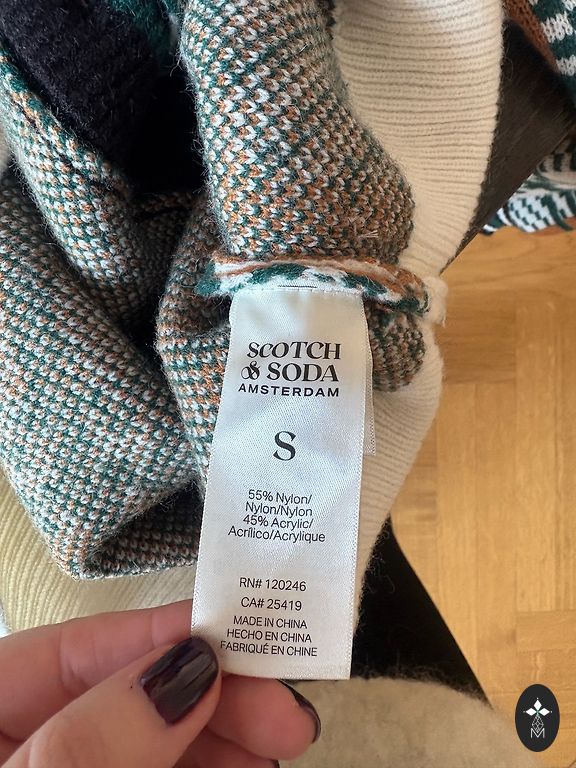 SCOTCH
& SODA
AMSTERDAM
S
55% Nylon/
Nylon/Nylon
45% Acrylic/
Acrílico/Acrylique
RN# 120246
CA# 25419
MADE IN CHINA
HECHO EN CHINA
FABRIQUÉ EN CHINE
M